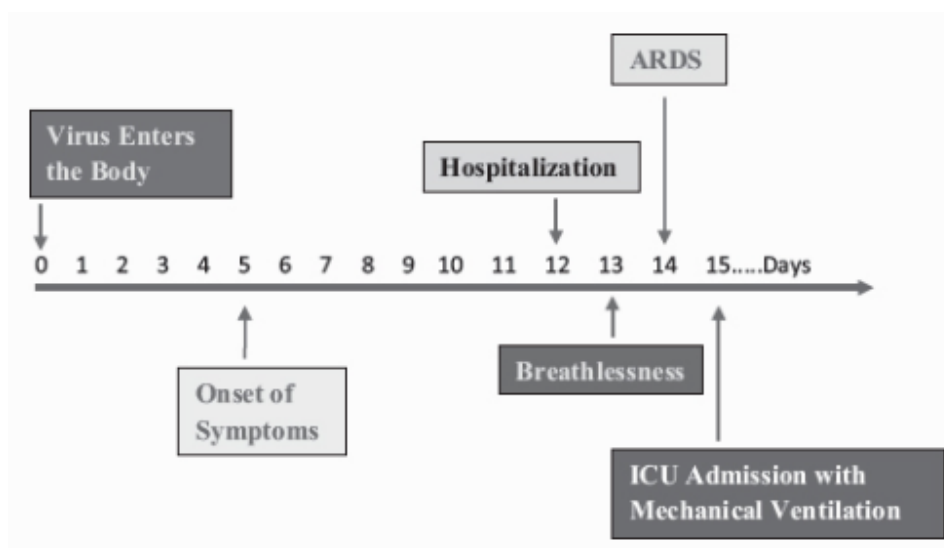 ARDS
Virus Enters
the Body
Hospitalization
0 1 2 3 4 5 6 7 8 9 10 11 12 13 14 15.....Days
Breathlessness
Onset of
Symptoms
ICU Admission with
Mechanical Ventilation